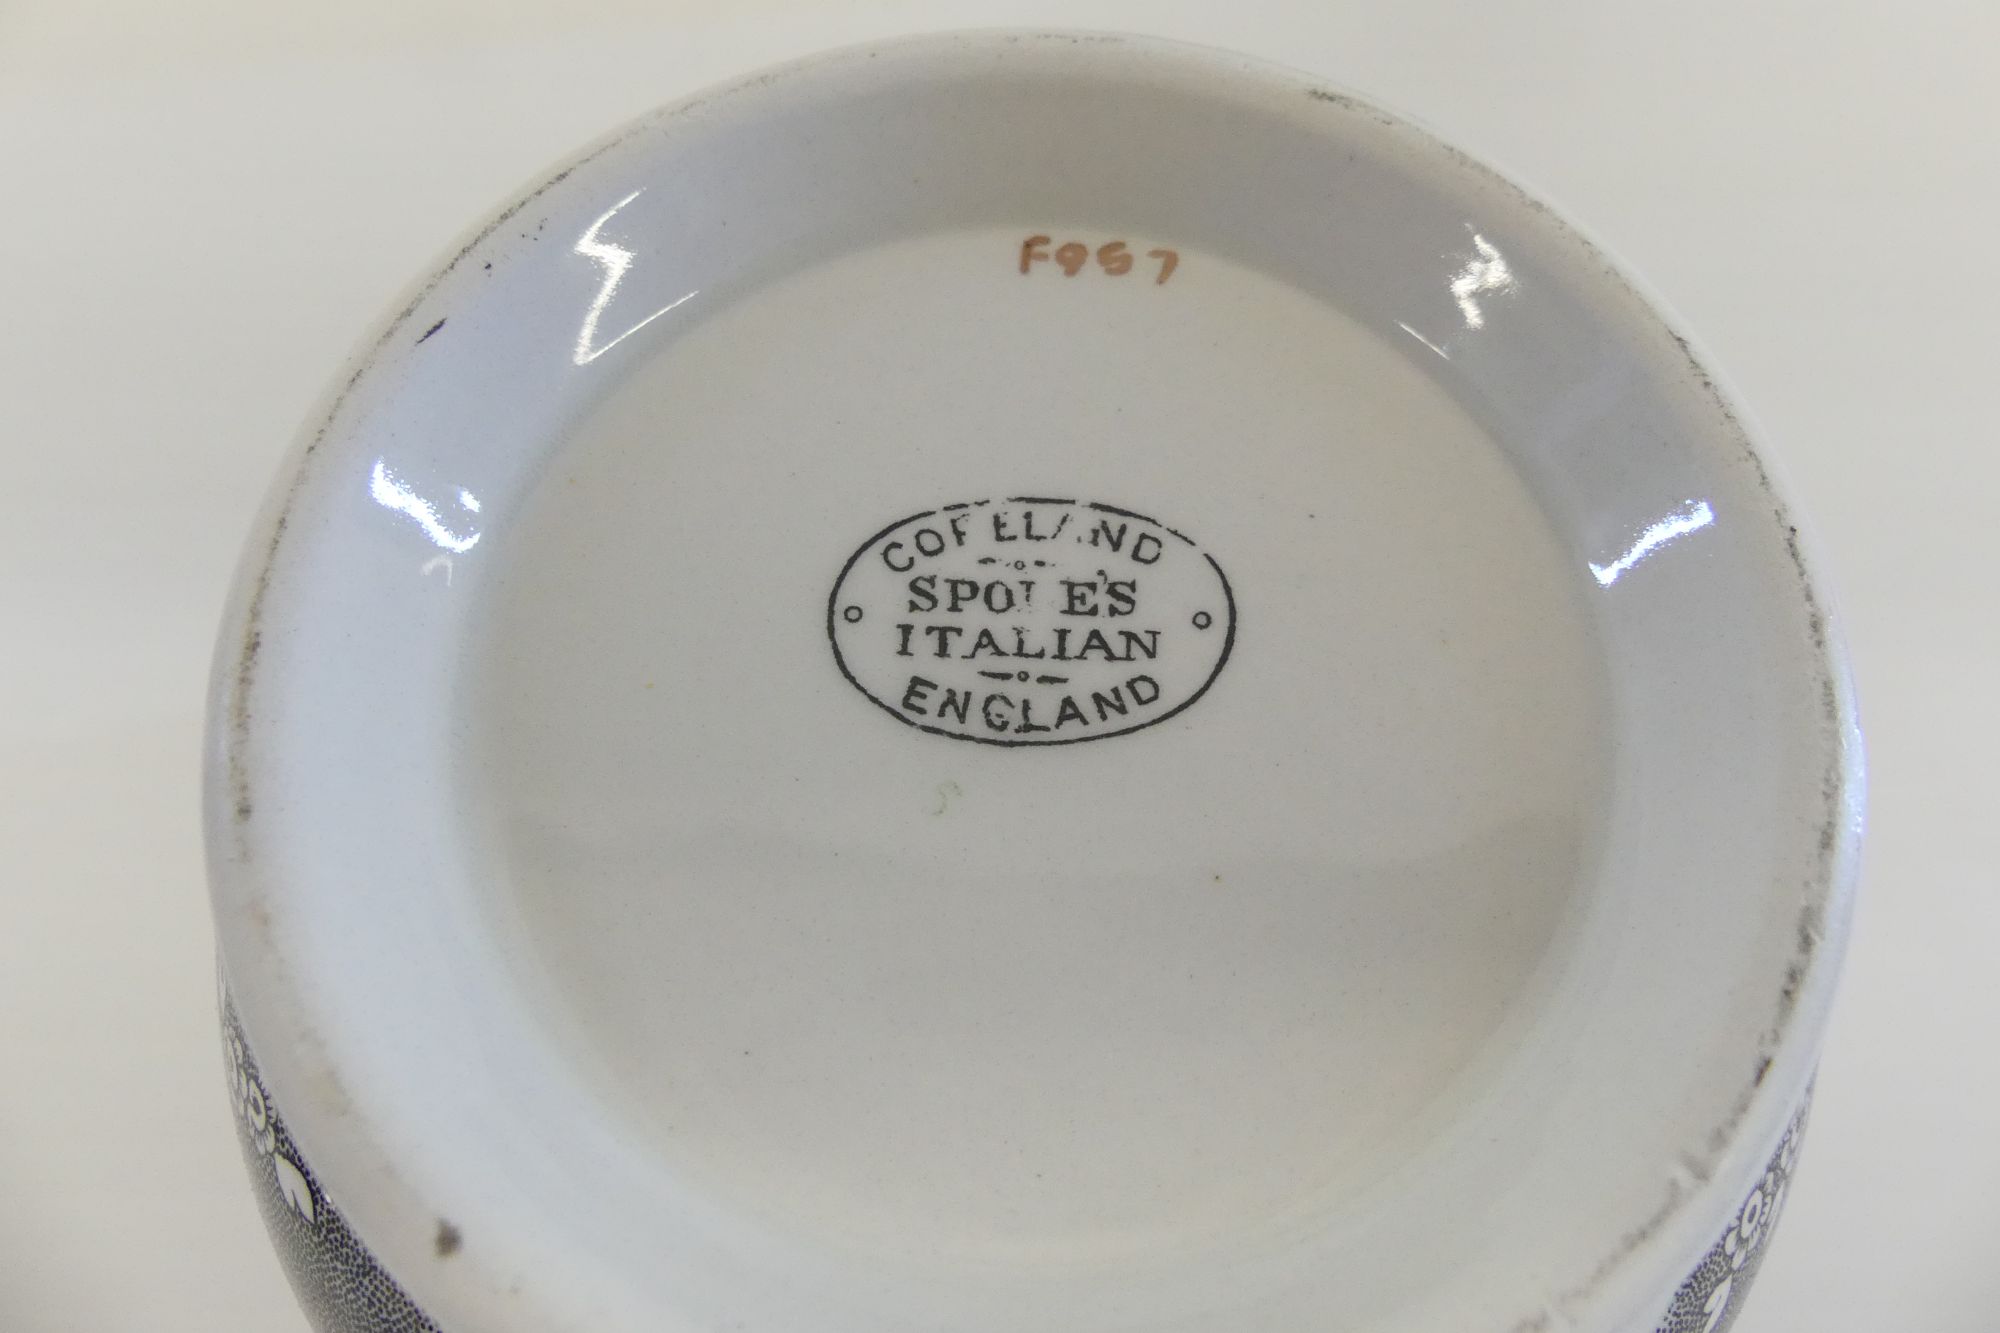 F957
COPELAND
SPODE'S
ITALIAN
ENGLAND
S